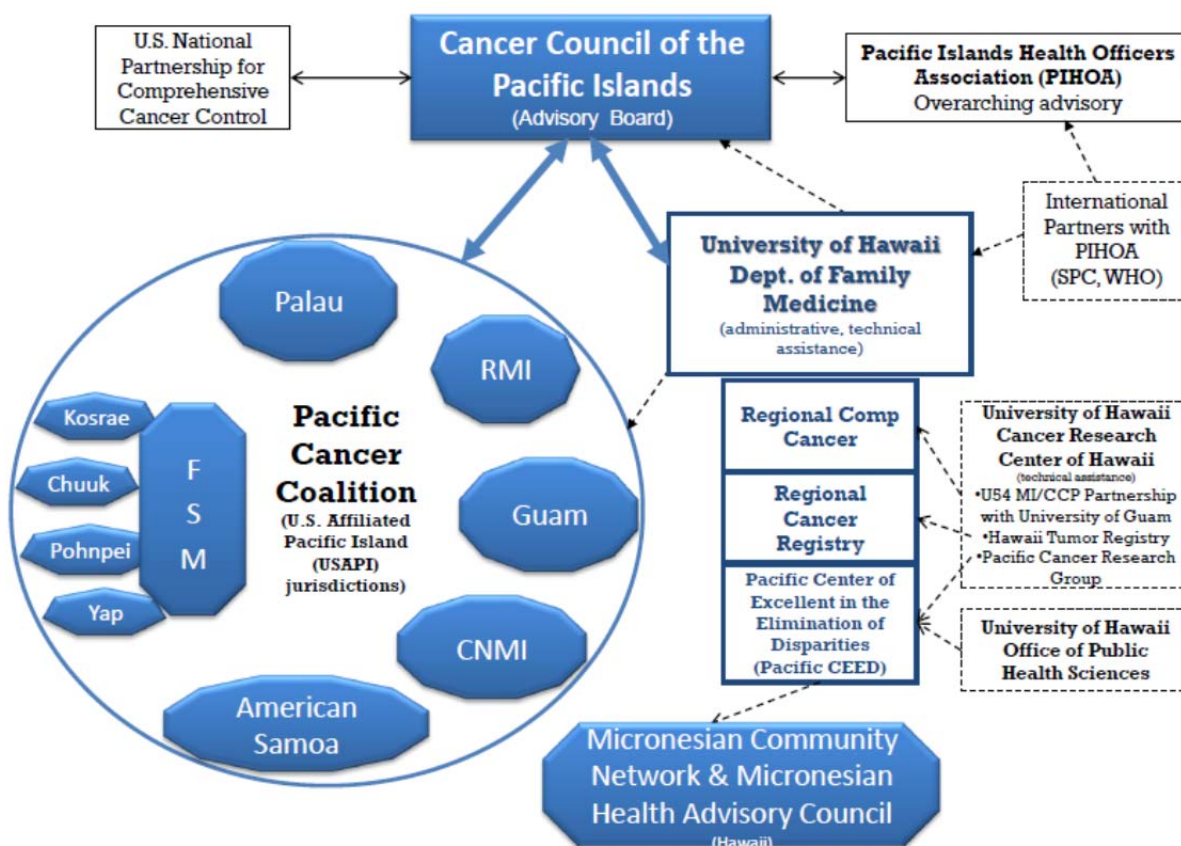 U.S. National
Partnership for
Comprehensive
Cancer Control
Cancer Council of the
Pacific Islands
(Advisory Board)
Pacific Islands Health Officers
Association (PIHOA)
Overarching advisory
International
Partners with
PIHOA
(SPC, WHO)
University of Hawaii
Dept. of Family
Medicine
(administrative, technical
assistance)
Palau
RMI
Kosrae
Chuuk
Pohnpei
Yap
F
S
M
Pacific
Cancer
Coalition
(U.S. Affiliated
Pacific Island
(USAPI)
jurisdictions)
Guam
CNMI
American
Samoa
Regional Comp
Cancer
Regional
Cancer
Registry
Pacific Center of
Excellent in the
Elimination of
Disparities
(Pacific CEED)
University of Hawaii
Cancer Research
Center of Hawaii
(technical assistance)
•U54 MI/CCP Partnership
with University of Guam
•Hawaii Tumor Registry
•Pacific Cancer Research
Group
University of Hawaii
Office of Public
Health Sciences
Micronesian Community
Network & Micronesian
Health Advisory Council
(Hawaii)